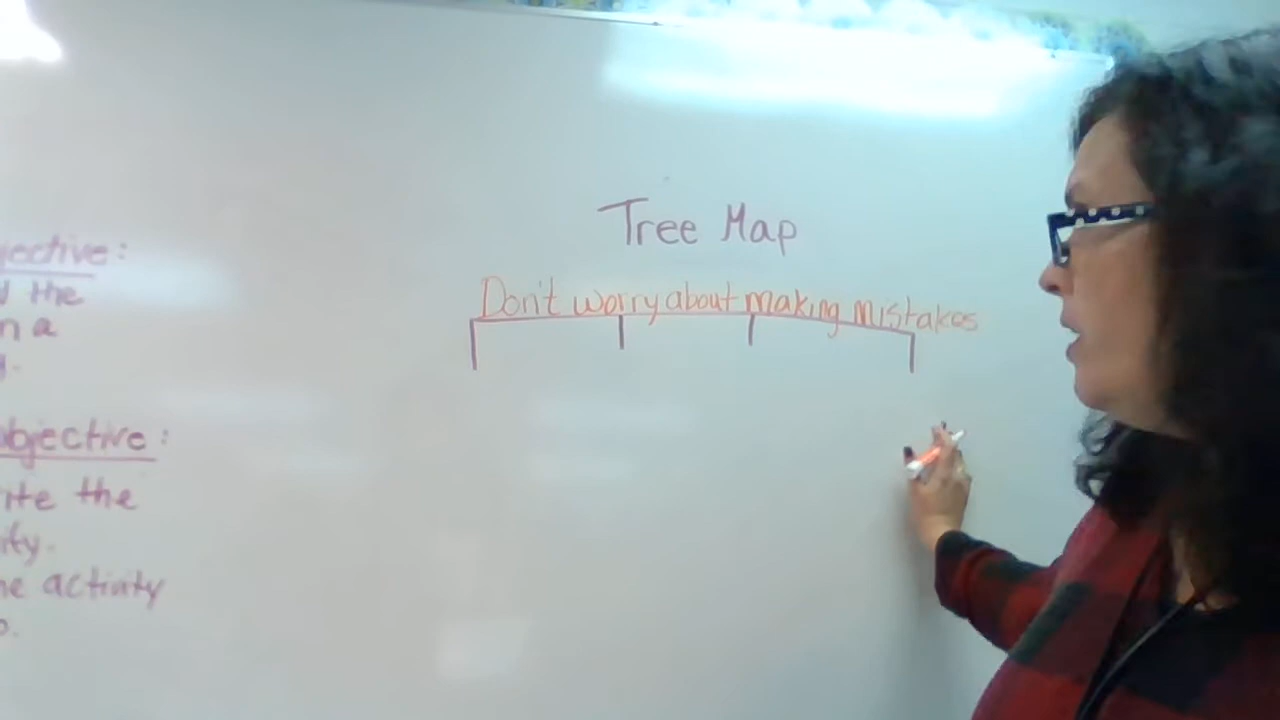 Tree Map
Don't worry about making mistakes
jective:
the
n a
g.
bjective:
ite the
ity.
he activity
o.